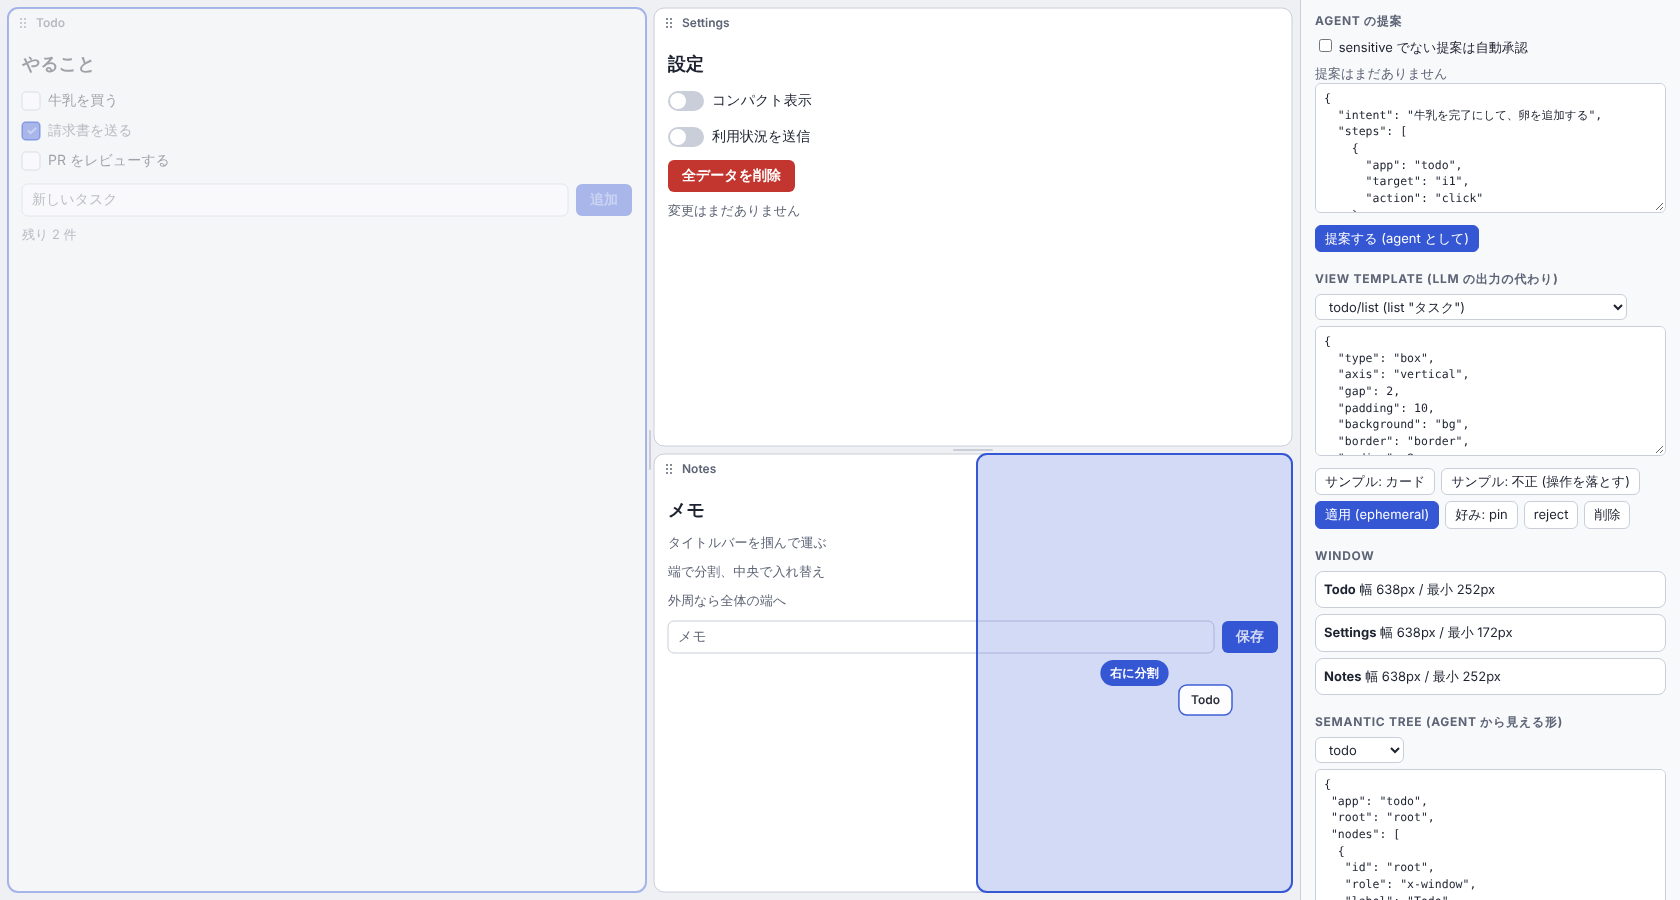 Todo
やること
牛乳を買う
請求書を送る
PR をレビューする
新しいタスク
追加
残り 2 件
Settings
設定
コンパクト表示
利用状況を送信
全データを削除
変更はまだありません
Notes
メモ
タイトルバーを掴んで運ぶ
端で分割、中央で入れ替え
外周なら全体の端へ
メモ
保存
右に分割
Todo
AGENT の提案
sensitive でない提案は自動承認
提案はまだありません
{
"intent": "牛乳を完了にして、卵を追加する",
"steps": [
{
"app": "todo",
"target": "i1",
"action": "click"
提案する (agent として)
VIEW TEMPLATE (LLM の出力の代わり)
todo/list (list "タスク")
{
"type": "box",
"axis": "vertical",
"gap": 2,
"padding": 10,
"background": "bg",
"border": "border",
サンプル: カード
サンプル: 不正 (操作を落とす)
適用 (ephemeral)
好み: pin
reject
削除
WINDOW
Todo 幅 638px / 最小 252px
Settings 幅 638px / 最小 172px
Notes 幅 638px / 最小 252px
SEMANTIC TREE (AGENT から見える形)
todo
{
"app": "todo",
"root": "root",
"nodes": [
{
"id": "root",
"role": "x-window",
"label": "Todo"